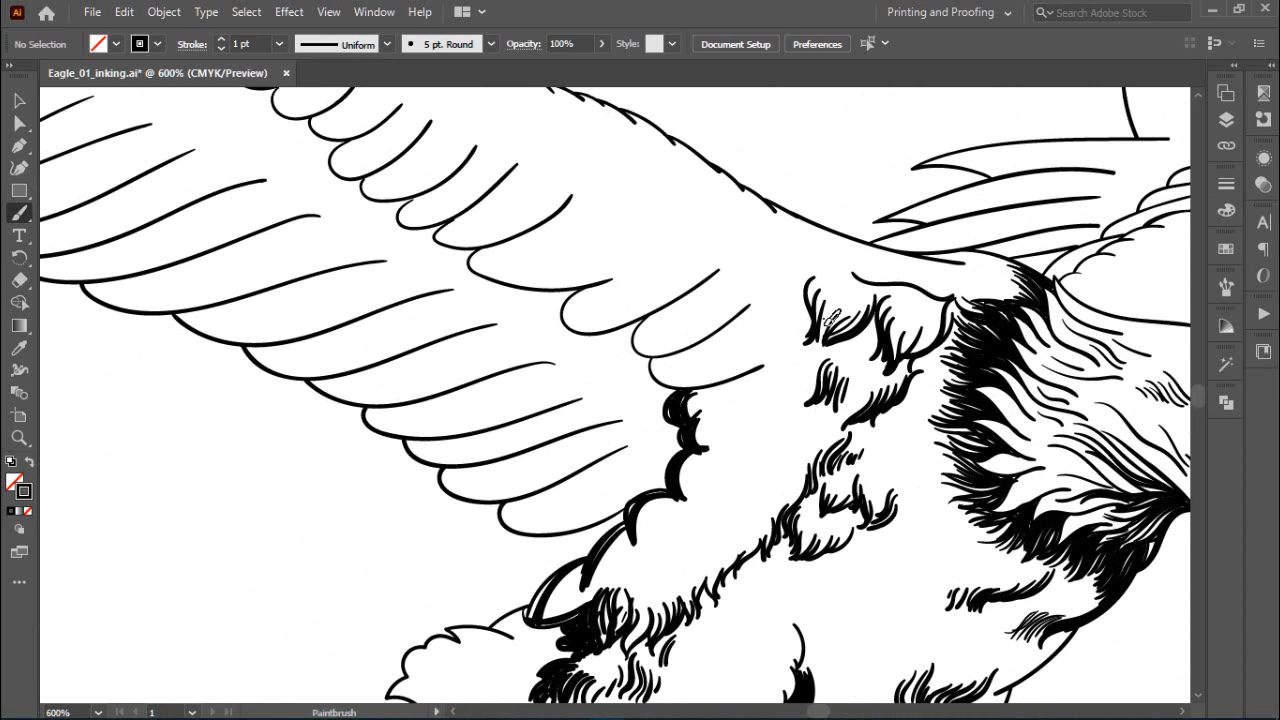 Ai File Edit Object Type Select Effect View Window Help Printing and Proofing Search Adobe Stock
No Selection Stroke: 1 pt Uniform 5 pt. Round Opacity: 100% Style: Document Setup Preferences
Eagle_01_inking.ai* @ 600% (CMYK/Preview)
600% 1 Paintbrush